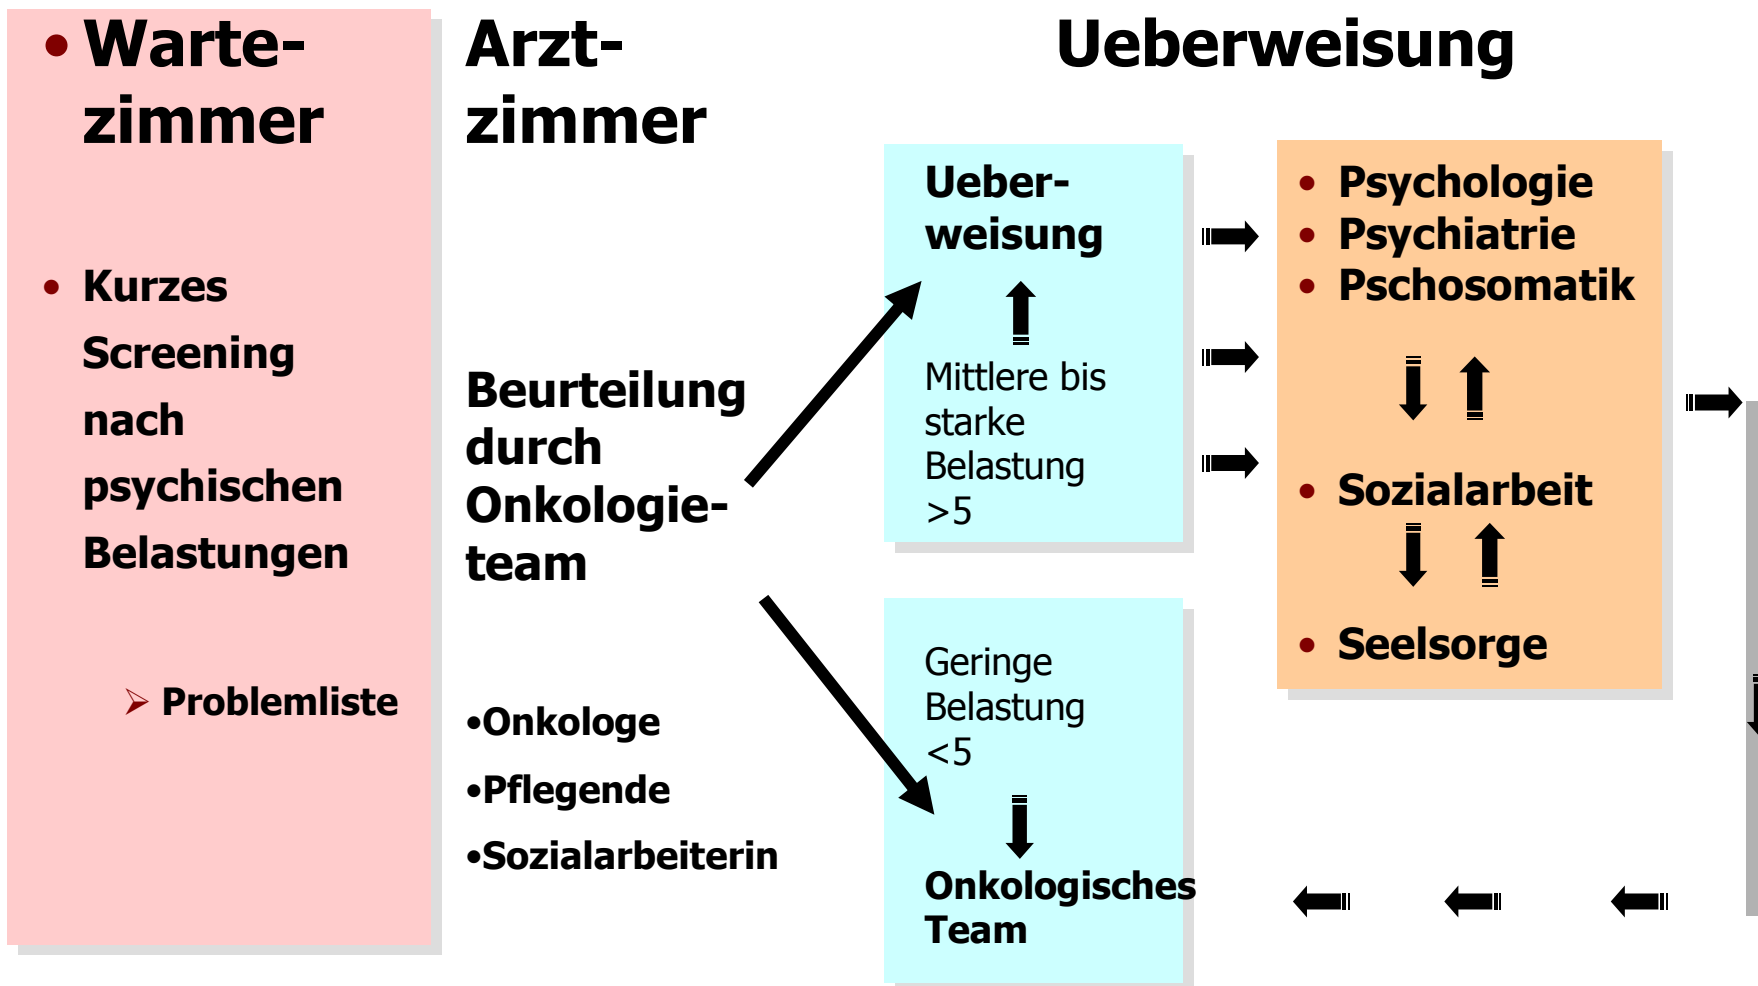 • Warte-
zimmer
• Kurzes
Screening
nach
psychischen
Belastungen
➢ Problemliste
Arzt-
zimmer
Beurteilung
durch
Onkologie-
team
•Onkologe
•Pflegende
•Sozialarbeiterin
Ueberweisung
Ueber-
weisung
Mittlere bis
starke
Belastung
>5
Geringe
Belastung
<5
Onkologisches
Team
• Psychologie
• Psychiatrie
• Pschosomatik
• Sozialarbeit
• Seelsorge